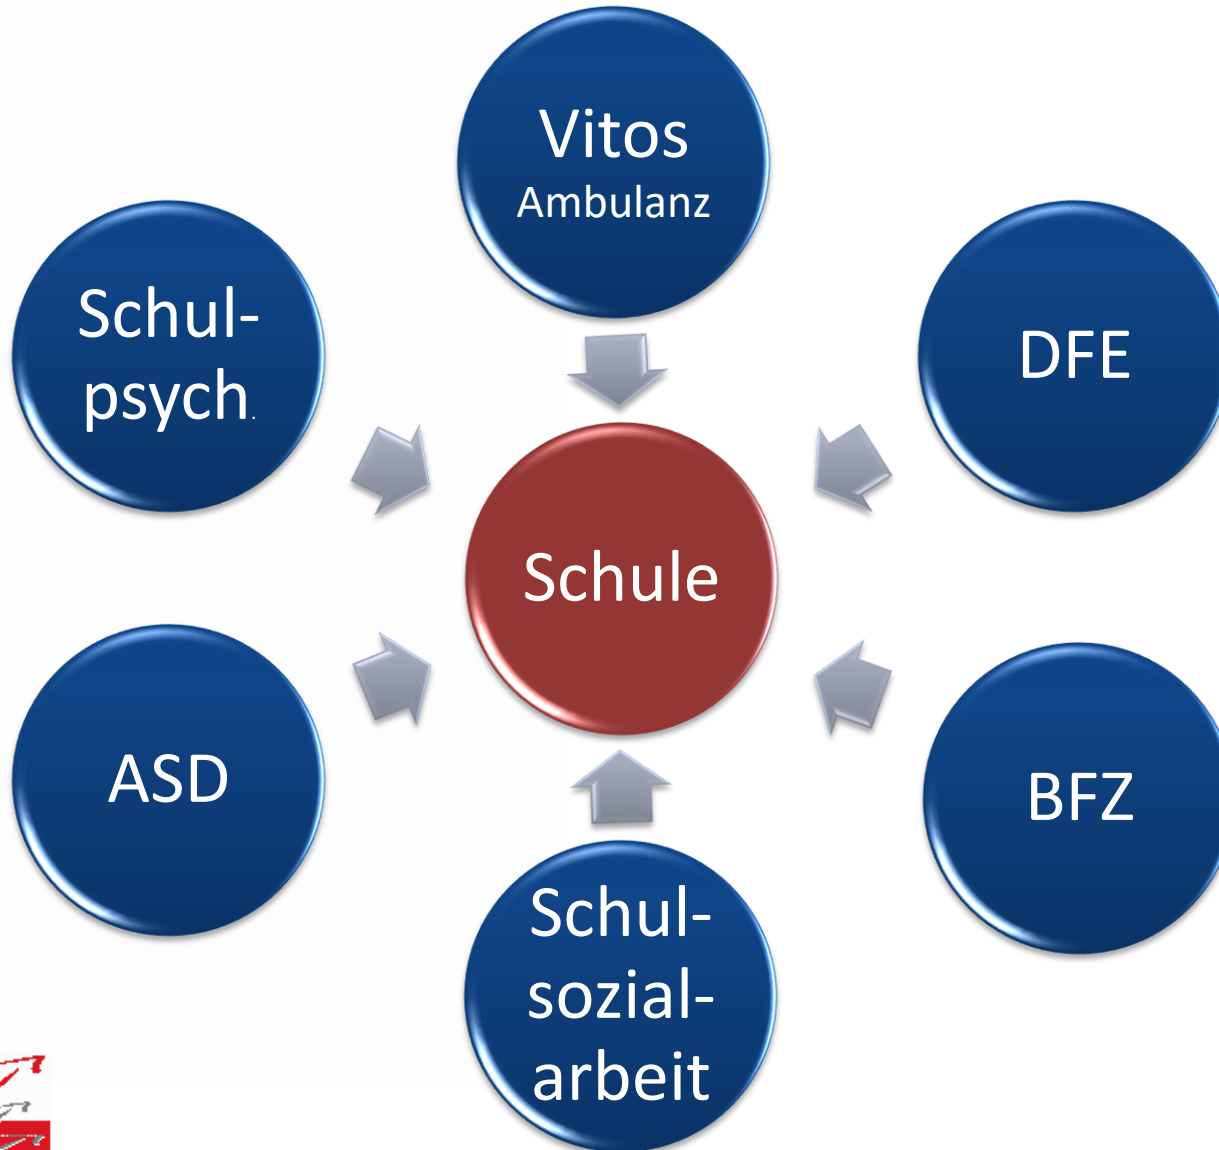 Vitos
Ambulanz
Schul-
psych.
DFE
Schule
ASD
BFZ
Schul-
sozial-
arbeit